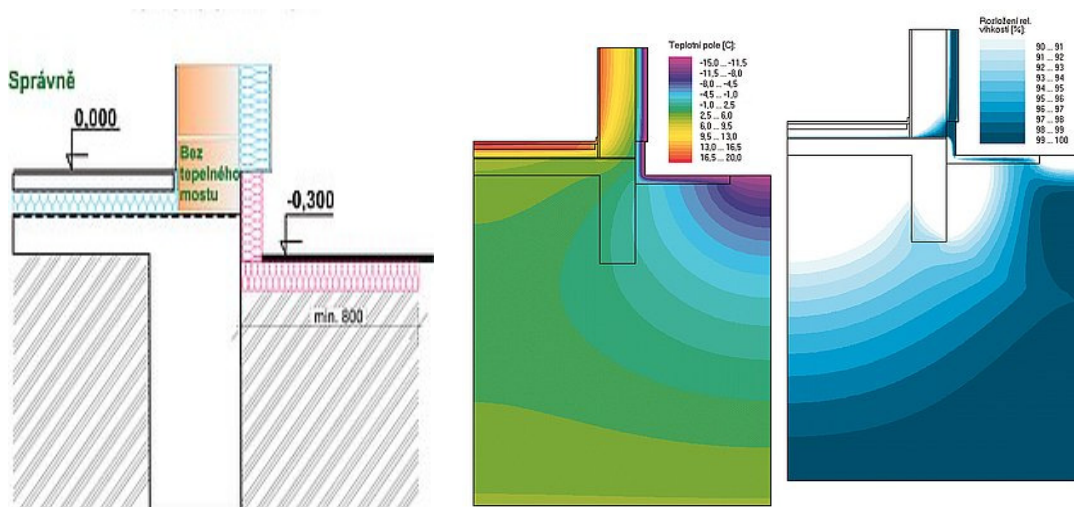 Správně
0,000
Bez
topelného
mostu
-0,300
min. 800
Teplotní pole [C]:
-15,0 ... -11,5
-11,5 ... -8,0
-8,0 ... -4,5
-4,5 ... -1,0
-1,0 ... 2,5
2,5 ... 6,0
6,0 ... 9,5
9,5 ... 13,0
13,0 ... 16,5
16,5 ... 20,0
Rozložení rel.
vlhkosti [%]:
90 ... 91
91 ... 92
92 ... 93
93 ... 94
94 ... 95
95 ... 96
96 ... 97
97 ... 98
98 ... 99
99 ... 100